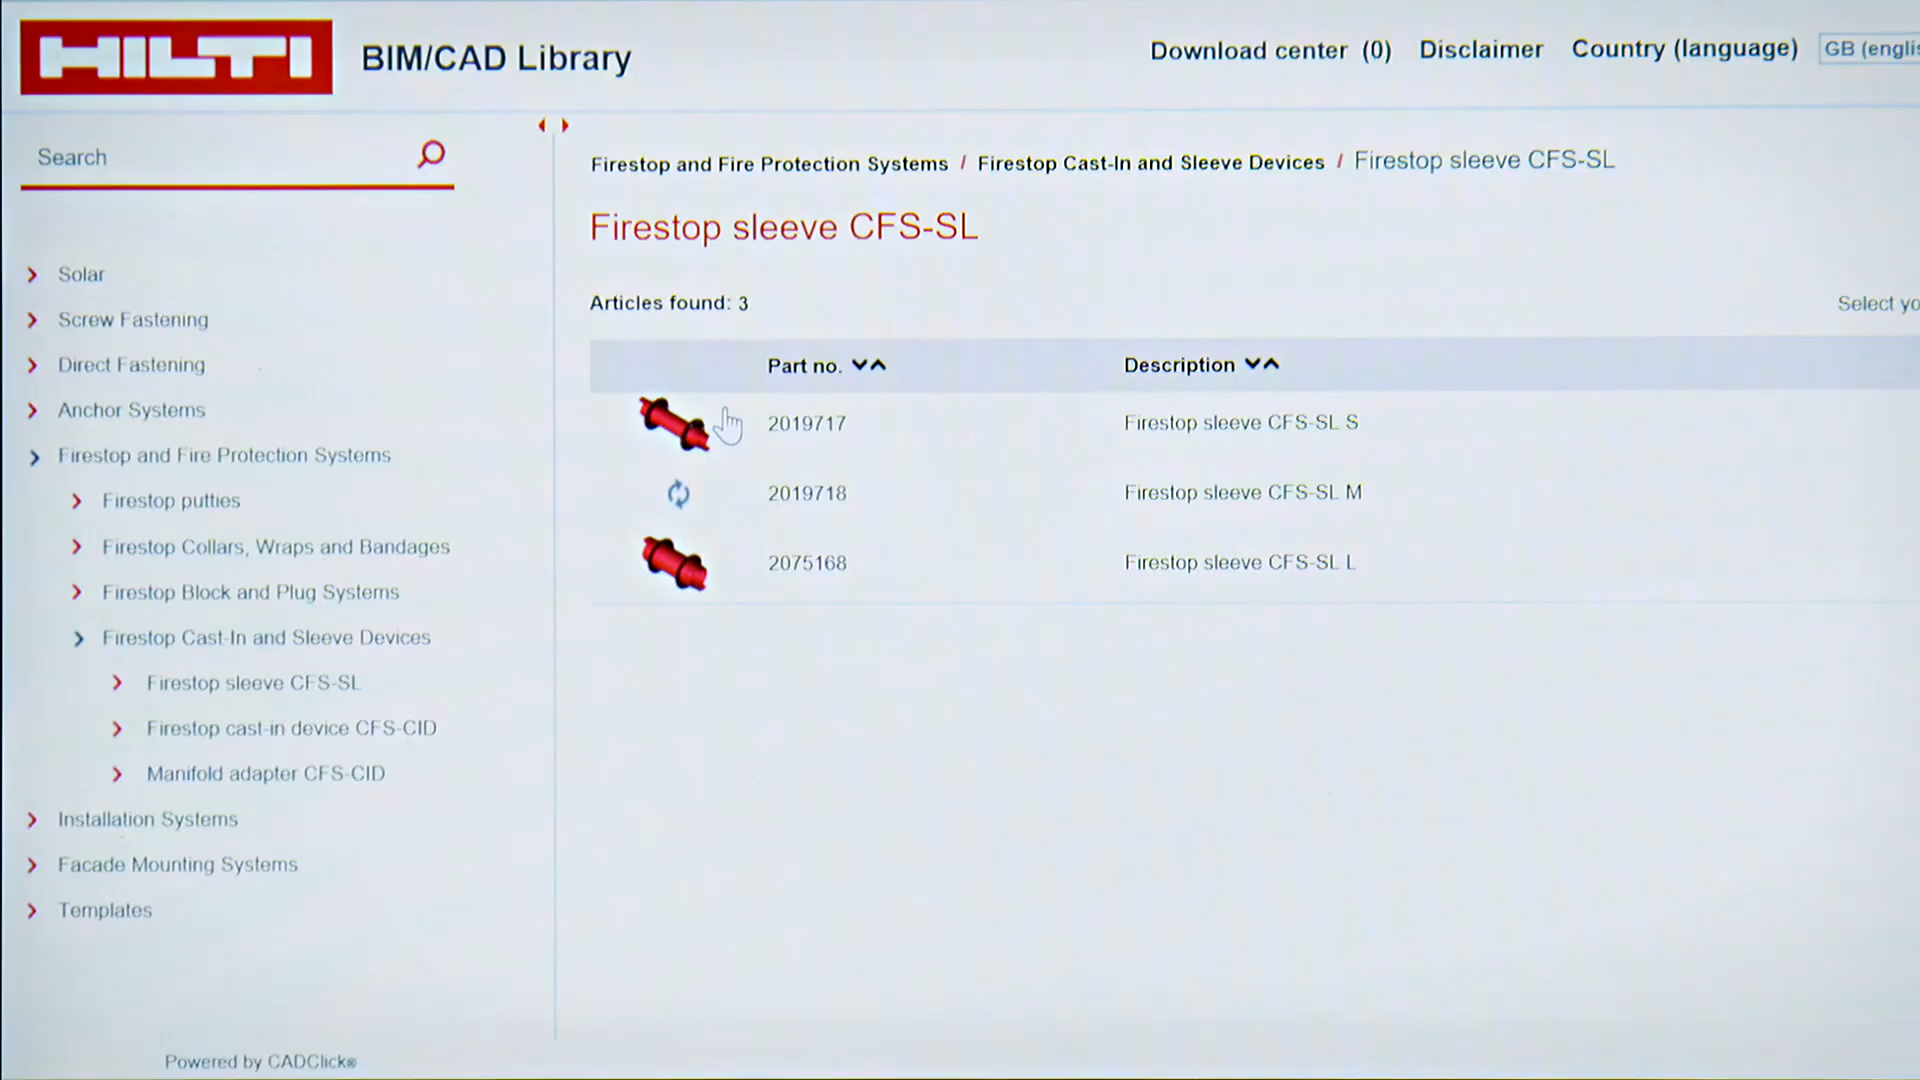 HILTI
BIM/CAD Library
Download center (0) Disclaimer Country (language) GB (englis
Search
Firestop and Fire Protection Systems / Firestop Cast-In and Sleeve Devices / Firestop sleeve CFS-SL
Firestop sleeve CFS-SL
Articles found: 3
Select yo
Part no. Description
2019717 Firestop sleeve CFS-SL S
2019718 Firestop sleeve CFS-SL M
2075168 Firestop sleeve CFS-SL L
Solar
Screw Fastening
Direct Fastening
Anchor Systems
Firestop and Fire Protection Systems
Firestop putties
Firestop Collars, Wraps and Bandages
Firestop Block and Plug Systems
Firestop Cast-In and Sleeve Devices
Firestop sleeve CFS-SL
Firestop cast-in device CFS-CID
Manifold adapter CFS-CID
Installation Systems
Facade Mounting Systems
Templates
Powered by CADClick®